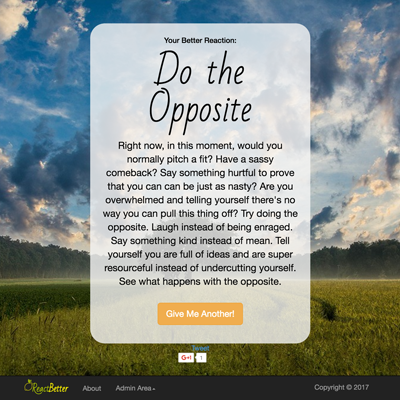 Your Better Reaction:
Do the
Opposite
Right now, in this moment, would you
normally pitch a fit? Have a sassy
comeback? Say something hurtful to prove
that you can can be just as nasty? Are you
overwhelmed and telling yourself there's no
way you can pull this thing off? Try doing the
opposite. Laugh instead of being enraged.
Say something kind instead of mean. Tell
yourself you are full of ideas and are super
resourceful instead of undercutting yourself.
See what happens with the opposite.
Give Me Another!
Tweet
G+1 1
ReactBetter About Admin Area Copyright © 2017